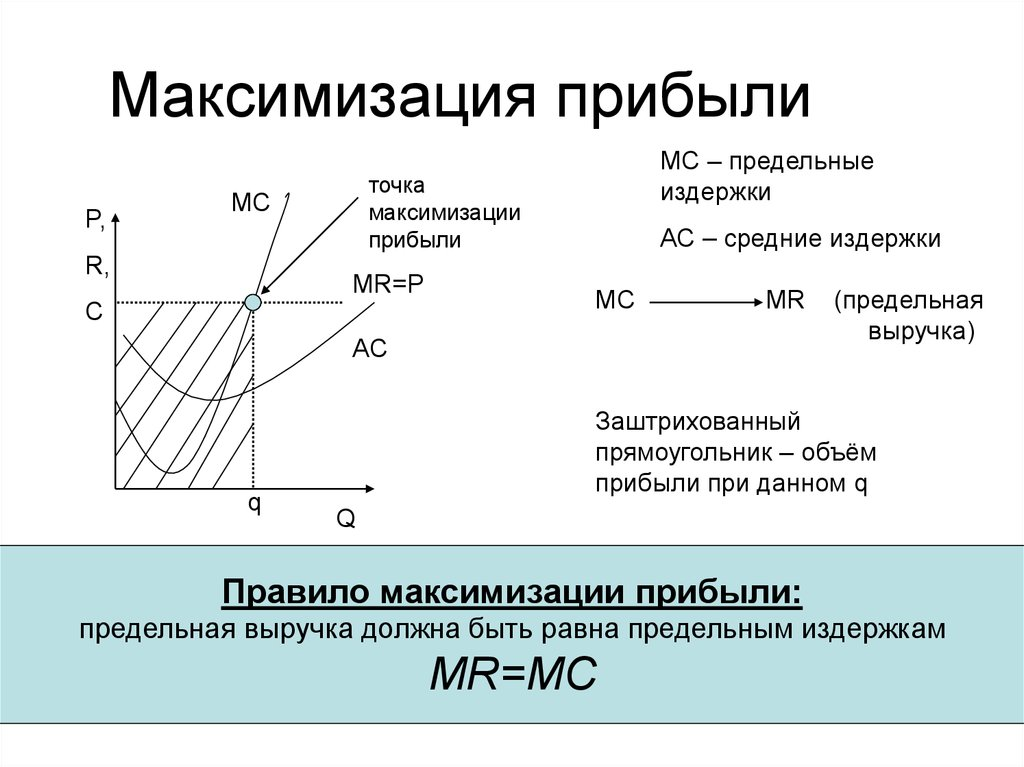 Максимизация прибыли
P,
R,
C
MC
точка
максимизации
прибыли
MR=P
AC
q
Q
MC – предельные
издержки
AC – средние издержки
MC
MR (предельная
выручка)
Заштрихованный
прямоугольник – объём
прибыли при данном q
Правило максимизации прибыли:
предельная выручка должна быть равна предельным издержкам
MR=MC